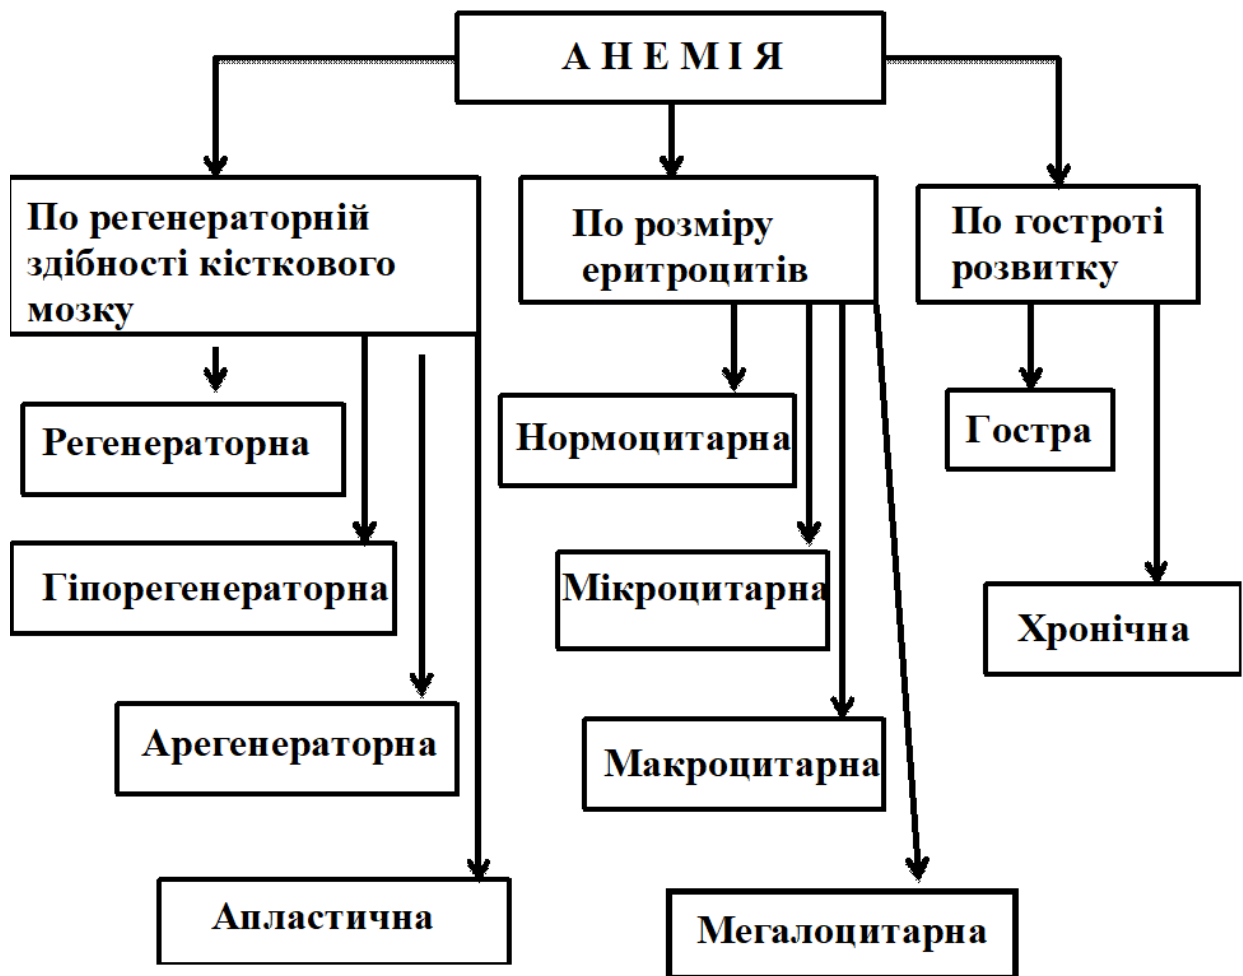 А Н Е М І Я
По регенераторній
здібності кісткового
мозку
Регенераторна
Гіпорегенераторна
Арегенераторна
Апластична
По розміру
еритроцитів
Нормоцитарна
Мікроцитарна
Макроцитарна
Мегалоцитарна
По гостроті
розвитку
Гостра
Хронічна